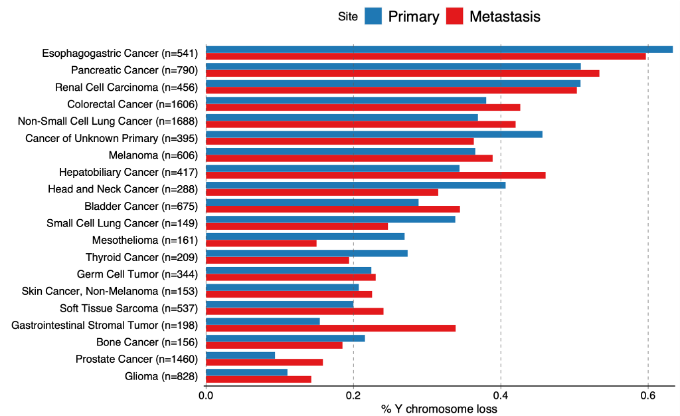 Site Primary Metastasis
Esophagogastric Cancer (n=541)
Pancreatic Cancer (n=790)
Renal Cell Carcinoma (n=456)
Colorectal Cancer (n=1606)
Non-Small Cell Lung Cancer (n=1688)
Cancer of Unknown Primary (n=395)
Melanoma (n=606)
Hepatobiliary Cancer (n=417)
Head and Neck Cancer (n=288)
Bladder Cancer (n=675)
Small Cell Lung Cancer (n=149)
Mesothelioma (n=161)
Thyroid Cancer (n=209)
Germ Cell Tumor (n=344)
Skin Cancer, Non-Melanoma (n=153)
Soft Tissue Sarcoma (n=537)
Gastrointestinal Stromal Tumor (n=198)
Bone Cancer (n=156)
Prostate Cancer (n=1460)
Glioma (n=828)
0.0 0.2 0.4 0.6
% Y chromosome loss